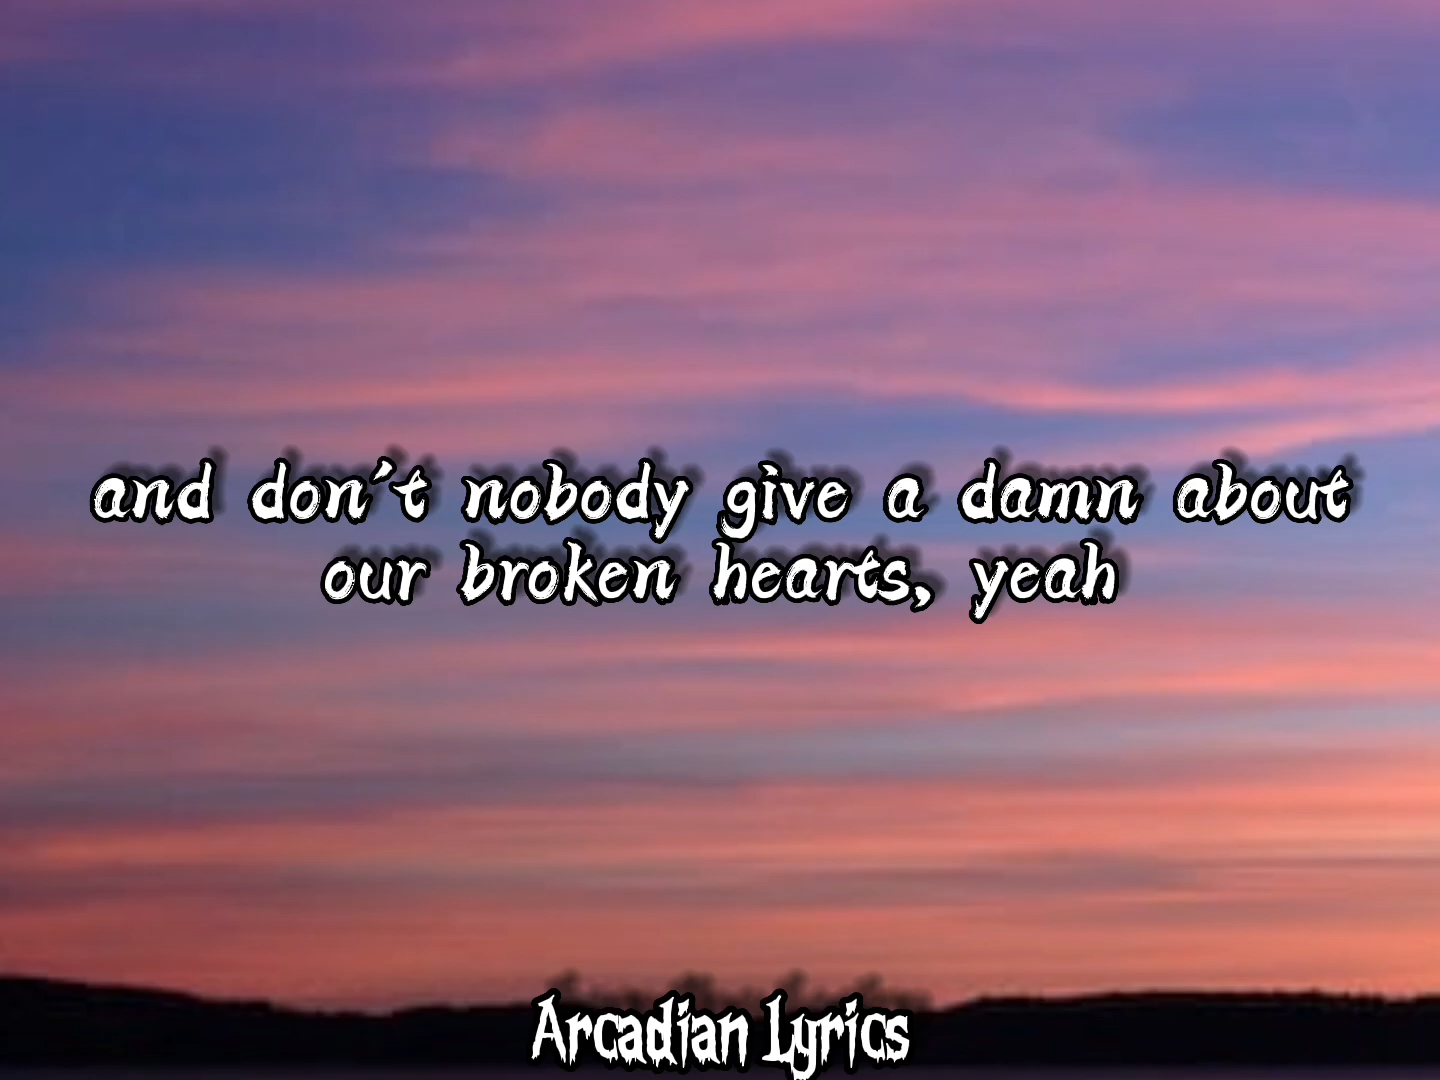 and don't nobody give a damn about
our broken hearts, yeah
Arcadian Lyrics